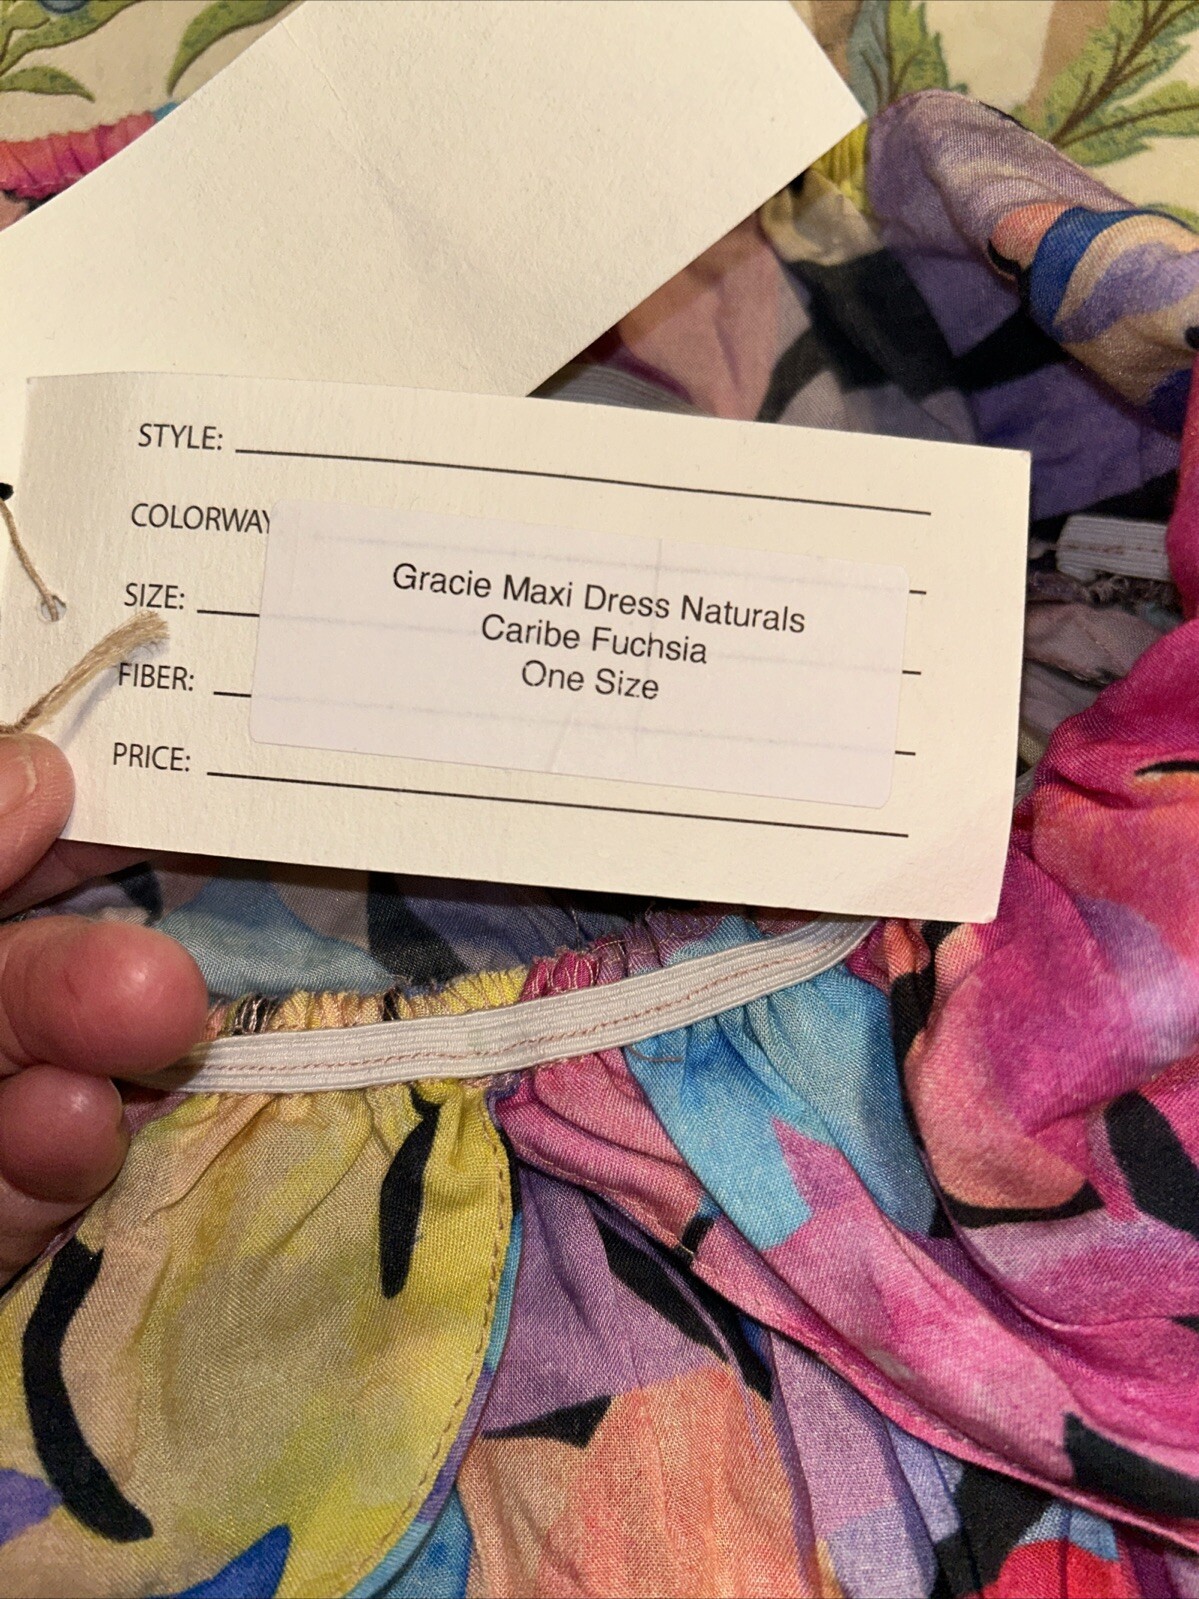 STYLE:
COLORWAY
SIZE:
FIBER:
PRICE:
Gracie Maxi Dress Naturals
Caribe Fuchsia
One Size